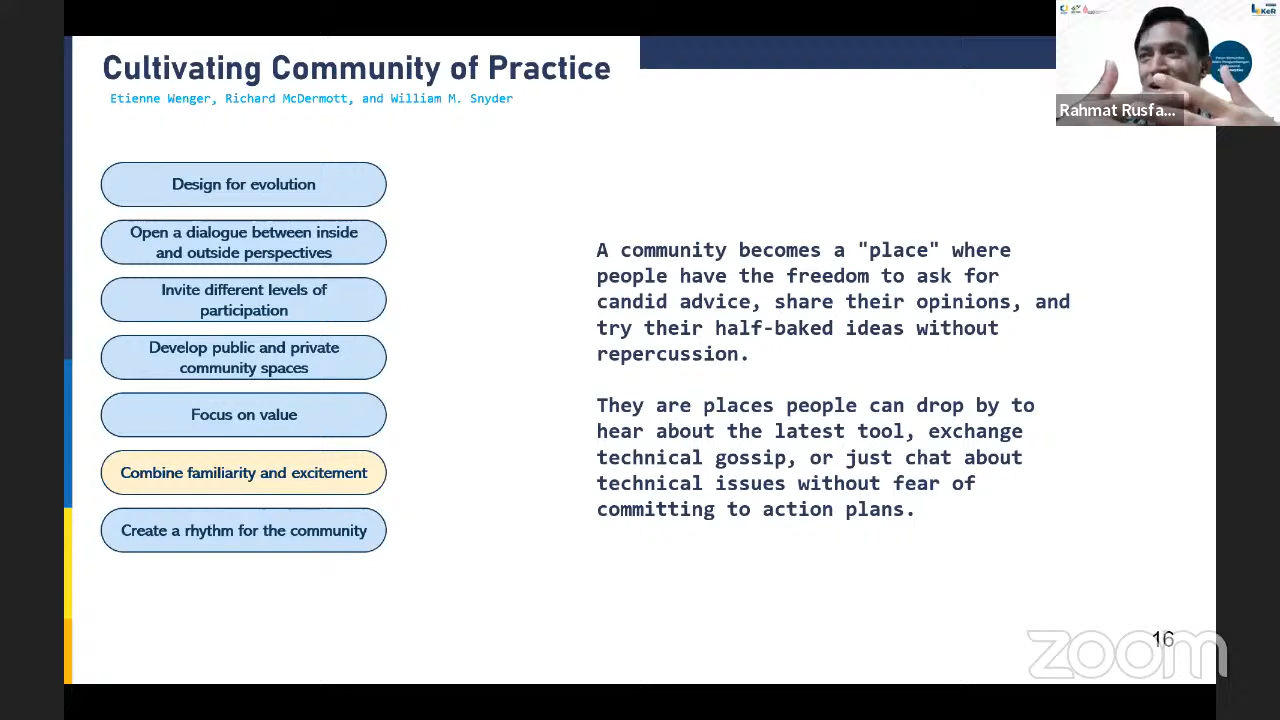 Cultivating Community of Practice
Etienne Wenger, Richard McDermott, and William M. Snyder
Rahmat Rusfa...
Design for evolution
Open a dialogue between inside
and outside perspectives
Invite different levels of
participation
Develop public and private
community spaces
Focus on value
Combine familiarity and excitement
Create a rhythm for the community
A community becomes a "place" where
people have the freedom to ask for
candid advice, share their opinions, and
try their half-baked ideas without
repercussion.
They are places people can drop by to
hear about the latest tool, exchange
technical gossip, or just chat about
technical issues without fear of
committing to action plans.
16
zoom